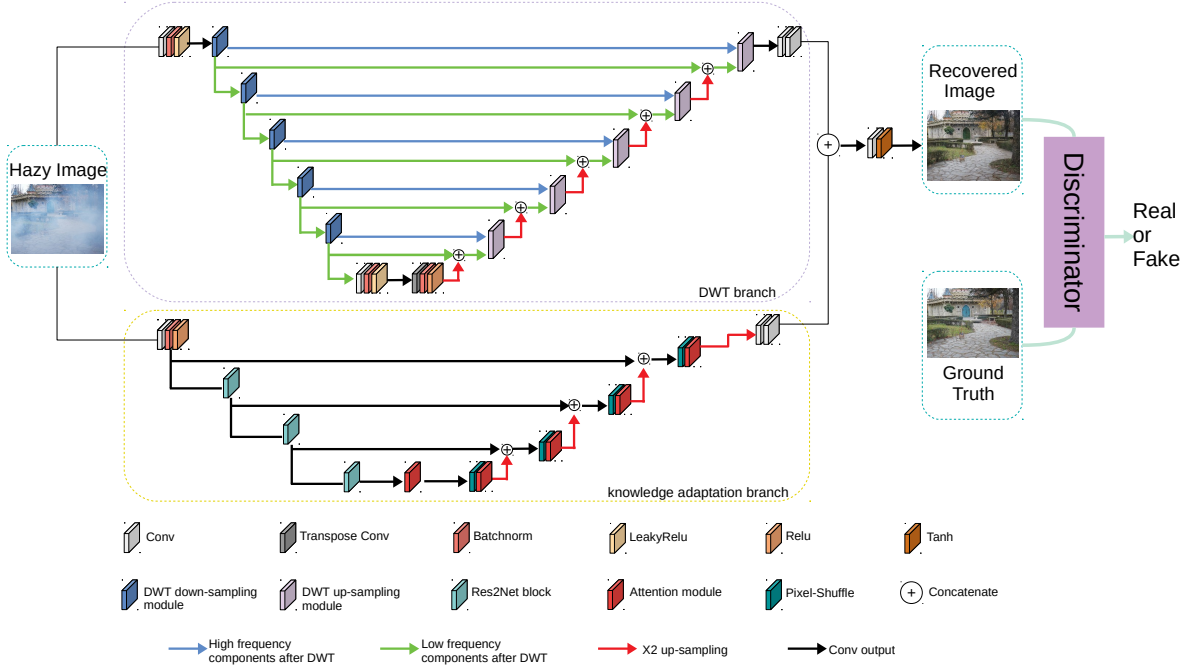 Hazy Image
DWT branch
knowledge adaptation branch
Recovered
Image
Ground
Truth
Discriminator
Real
or
Fake
Conv
Transpose Conv
Batchnorm
LeakyRelu
Relu
Tanh
DWT down-sampling
module
DWT up-sampling
module
Res2Net block
Attention module
Pixel-Shuffle
Concatenate
High frequency
components after DWT
Low frequency
components after DWT
X2 up-sampling
Conv output